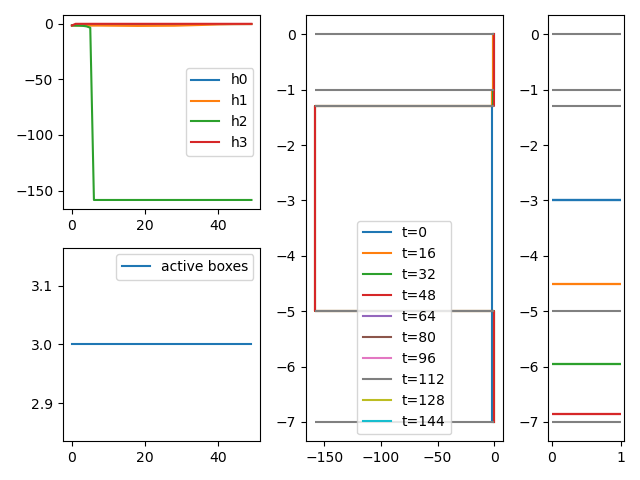 0
−50
−100
−150
h0
h1
h2
h3
0 20 40
active boxes
3.1
3.0
2.9
0 20 40
0
−1
−2
−3
−4
−5
−6
−7
t=0
t=16
t=32
t=48
t=64
t=80
t=96
t=112
t=128
t=144
−150 −100 −50 0
0
−1
−2
−3
−4
−5
−6
−7
0 1